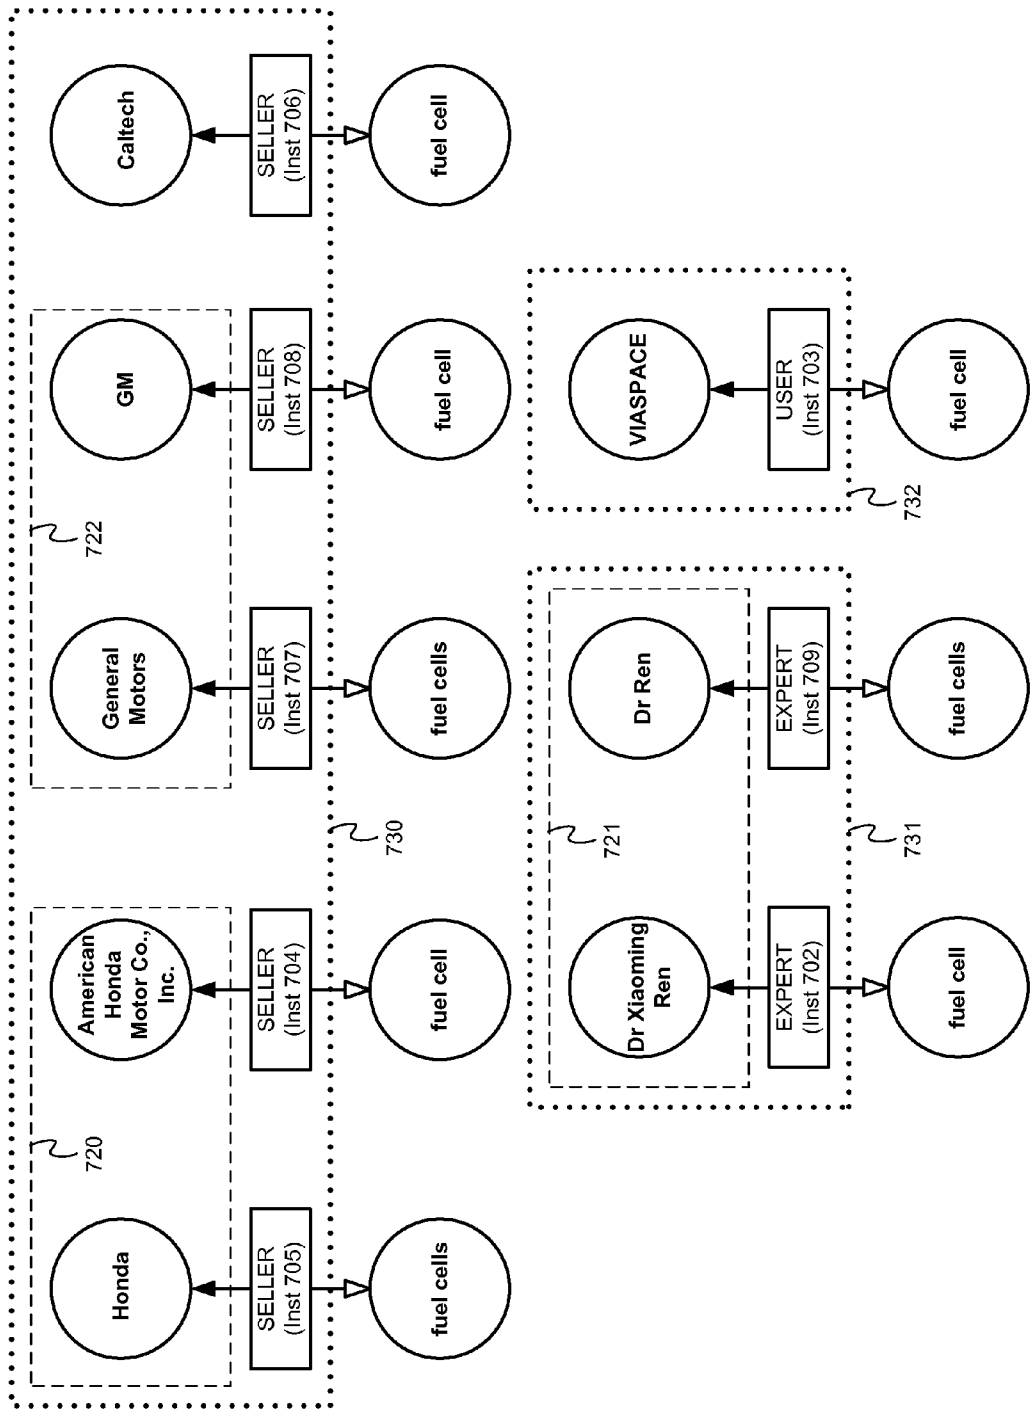 Honda
American
Honda
Motor Co.,
Inc.
General
Motors
GM
Caltech
720
722
SELLER
(Inst 705)
SELLER
(Inst 704)
SELLER
(Inst 707)
SELLER
(Inst 708)
SELLER
(Inst 706)
730
fuel cells
fuel cell
fuel cells
fuel cell
fuel cell
Dr Xiaoming
Ren
Dr Ren
VIASPACE
721
EXPERT
(Inst 702)
EXPERT
(Inst 709)
USER
(Inst 703)
731
732
fuel cell
fuel cells
fuel cell